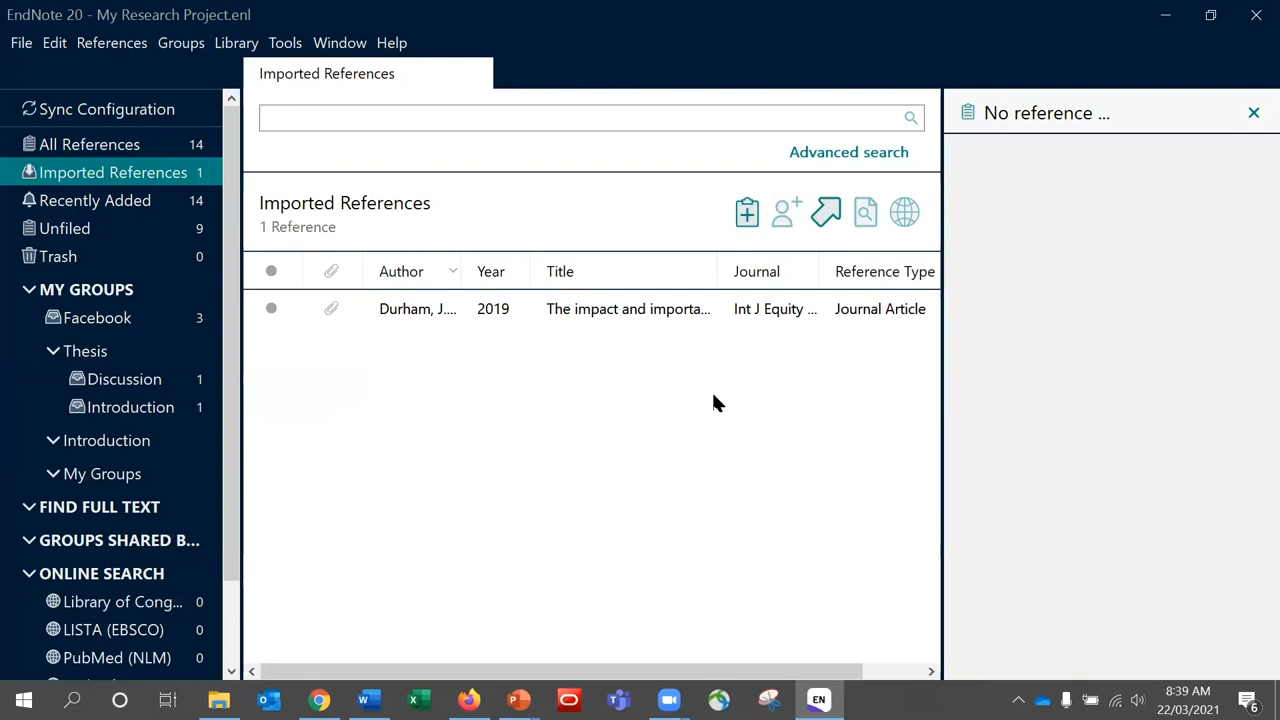 EndNote 20 - My Research Project.enl
File Edit References Groups Library Tools Window Help
Imported References
Sync Configuration
All References 14
Imported References 1
Recently Added 14
Unfiled 9
Trash 0
MY GROUPS
Facebook 3
Thesis
Discussion 1
Introduction 1
Introduction
My Groups
FIND FULL TEXT
GROUPS SHARED B...
ONLINE SEARCH
Library of Cong... 0
LISTA (EBSCO) 0
PubMed (NLM) 0
Advanced search
Imported References
1 Reference
Author Year Title Journal Reference Type
Durham, J.... 2019 The impact and importa... Int J Equity ... Journal Article
No reference ...
EN
8:39 AM
22/03/2021
6